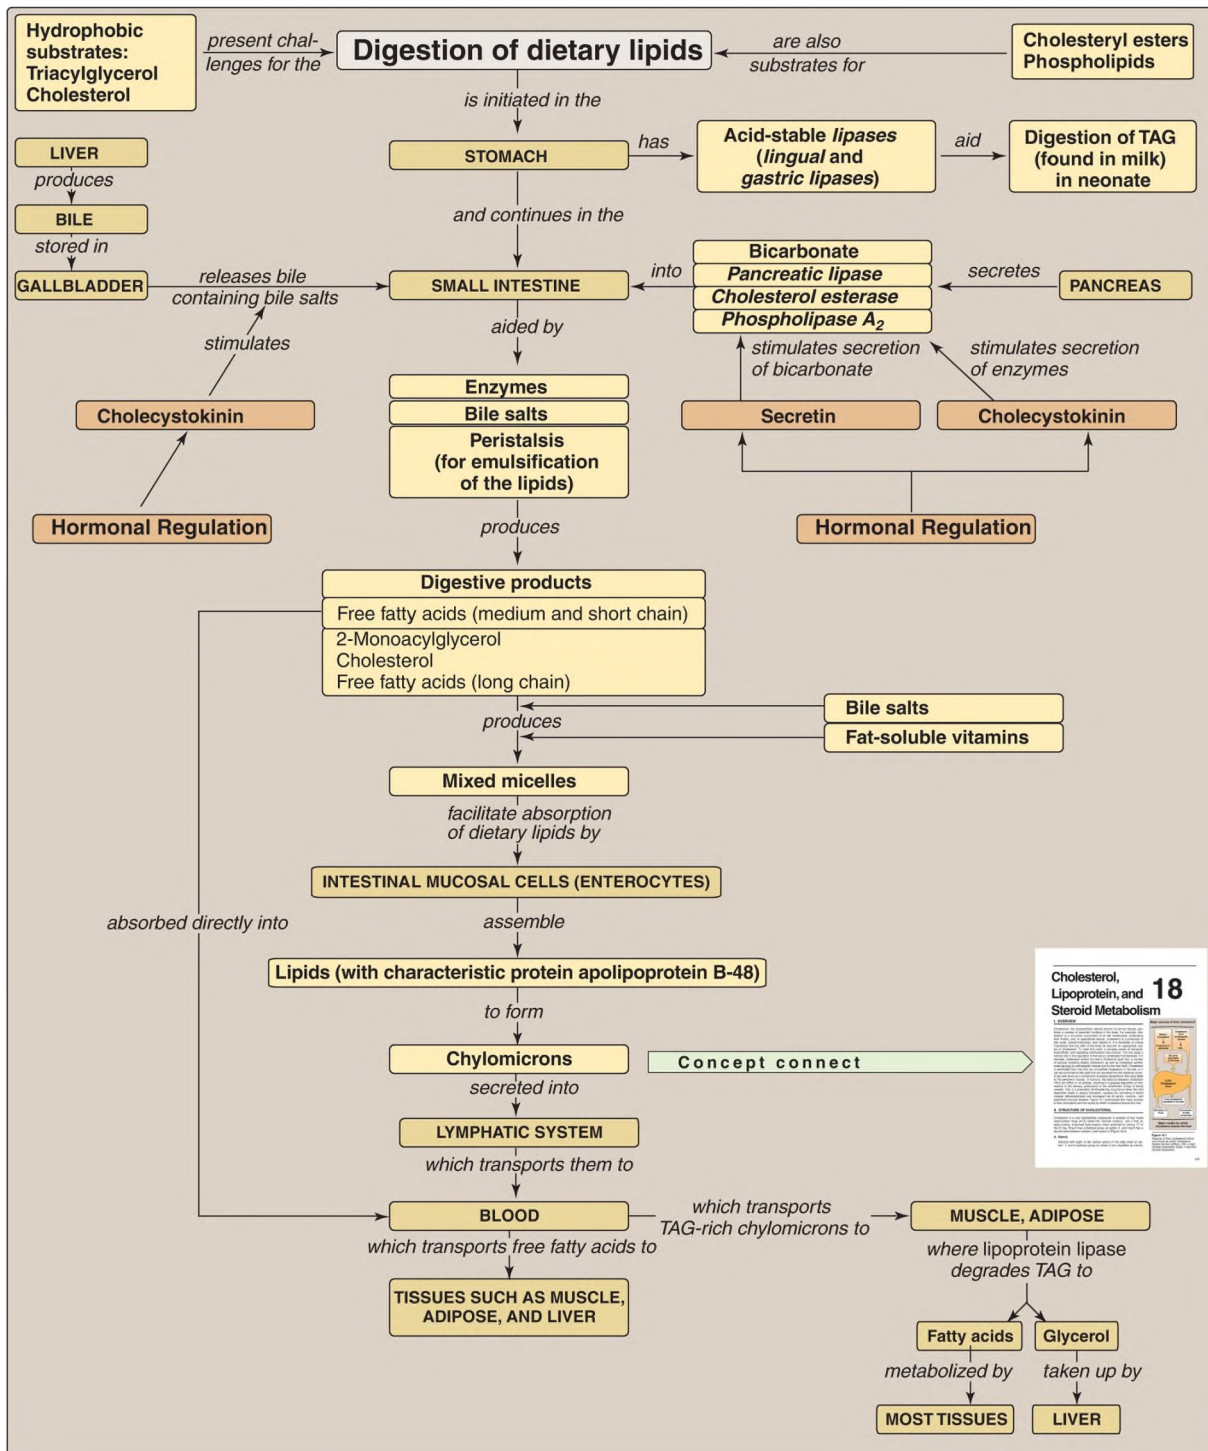 Hydrophobic
substrates:
Triacylglycerol
Cholesterol
present chal-
lenges for the
Digestion of dietary lipids
are also
substrates for
Cholesteryl esters
Phospholipids
is initiated in the
LIVER
produces
BILE
stored in
GALLBLADDER
STOMACH
has
Acid-stable lipases
(lingual and
gastric lipases)
aid
Digestion of TAG
(found in milk)
in neonate
and continues in the
releases bile
containing bile salts
SMALL INTESTINE
into
Bicarbonate
Pancreatic lipase
Cholesterol esterase
Phospholipase A2
secretes
PANCREAS
stimulates
Cholecystokinin
Hormonal Regulation
aided by
Enzymes
Bile salts
Peristalsis
(for emulsification
of the lipids)
stimulates secretion
of bicarbonate
stimulates secretion
of enzymes
Secretin
Cholecystokinin
Hormonal Regulation
produces
Digestive products
Free fatty acids (medium and short chain)
2-Monoacylglycerol
Cholesterol
Free fatty acids (long chain)
produces
Bile salts
Fat-soluble vitamins
Mixed micelles
facilitate absorption
of dietary lipids by
INTESTINAL MUCOSAL CELLS (ENTEROCYTES)
absorbed directly into
assemble
Lipids (with characteristic protein apolipoprotein B-48)
to form
Chylomicrons
Concept connect
Cholesterol,
Lipoprotein, and 18
Steroid Metabolism
secreted into
LYMPHATIC SYSTEM
which transports them to
BLOOD
which transports
TAG-rich chylomicrons to
MUSCLE, ADIPOSE
which transports free fatty acids to
TISSUES SUCH AS MUSCLE,
ADIPOSE, AND LIVER
where lipoprotein lipase
degrades TAG to
Fatty acids
Glycerol
metabolized by
taken up by
MOST TISSUES
LIVER